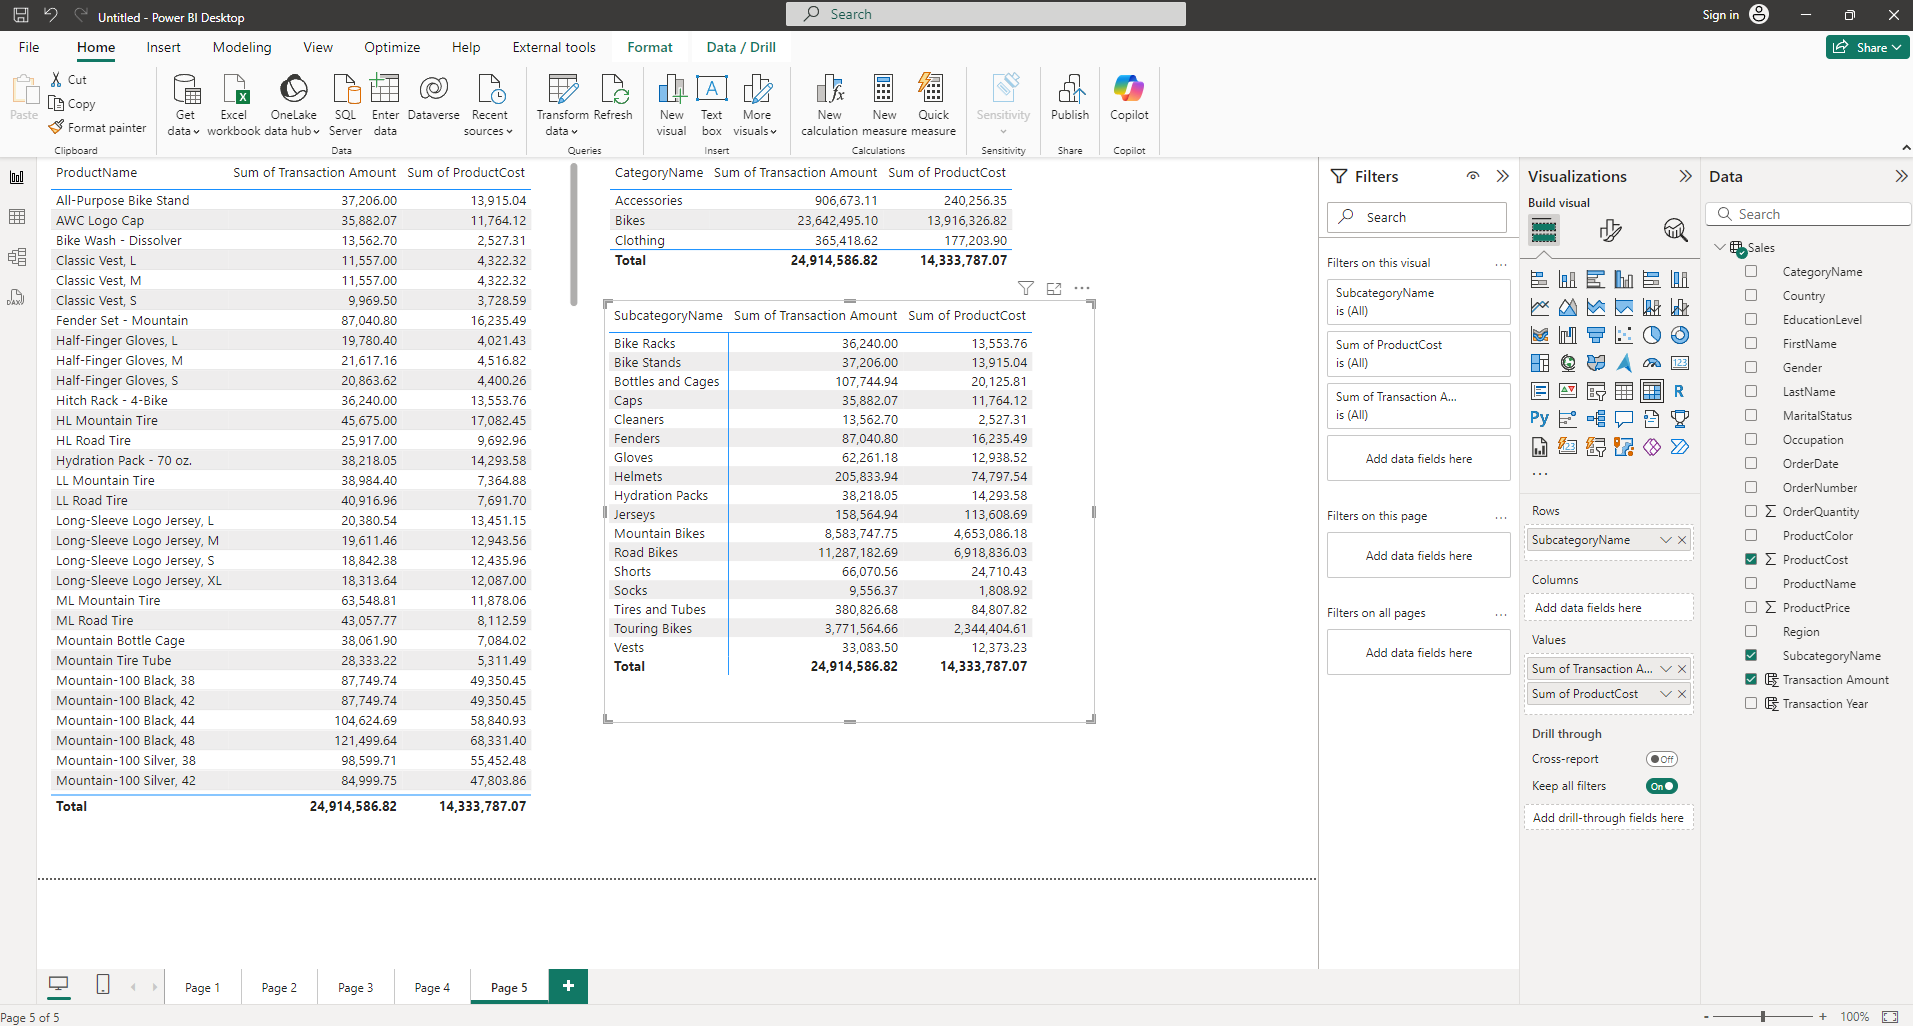 Untitled - Power BI Desktop
Search
Sign in
File Home Insert Modeling View Optimize Help External tools Format Data / Drill
Share
Paste
Cut
Copy
Format painter
Clipboard
Get data
Excel workbook
OneLake data hub
SQL Server
Enter data
Dataverse
Recent sources
Data
Transform data
Refresh
Queries
New visual
Text box
More visuals
Insert
New calculation
New measure
Quick measure
Calculations
Sensitivity
Sensitivity
Publish
Share
Copilot
Copilot
ProductName Sum of Transaction Amount Sum of ProductCost
All-Purpose Bike Stand 37,206.00 13,915.04
AWC Logo Cap 35,882.07 11,764.12
Bike Wash - Dissolver 13,562.70 2,527.31
Classic Vest, L 11,557.00 4,322.32
Classic Vest, M 11,557.00 4,322.32
Classic Vest, S 9,969.50 3,728.59
Fender Set - Mountain 87,040.80 16,235.49
Half-Finger Gloves, L 19,780.40 4,021.43
Half-Finger Gloves, M 21,617.16 4,516.82
Half-Finger Gloves, S 20,863.62 4,400.26
Hitch Rack - 4-Bike 36,240.00 13,553.76
HL Mountain Tire 45,675.00 17,082.45
HL Road Tire 25,917.00 9,692.96
Hydration Pack - 70 oz. 38,218.05 14,293.58
LL Mountain Tire 38,984.40 7,364.88
LL Road Tire 40,916.96 7,691.70
Long-Sleeve Logo Jersey, L 20,380.54 13,451.15
Long-Sleeve Logo Jersey, M 19,611.46 12,943.56
Long-Sleeve Logo Jersey, S 18,842.38 12,435.96
Long-Sleeve Logo Jersey, XL 18,313.64 12,087.00
ML Mountain Tire 63,548.81 11,878.06
ML Road Tire 43,057.77 8,112.59
Mountain Bottle Cage 38,061.90 7,084.02
Mountain Tire Tube 28,333.22 5,311.49
Mountain-100 Black, 38 87,749.74 49,350.45
Mountain-100 Black, 42 87,749.74 49,350.45
Mountain-100 Black, 44 104,624.69 58,840.93
Mountain-100 Black, 48 121,499.64 68,331.40
Mountain-100 Silver, 38 98,599.71 55,452.48
Mountain-100 Silver, 42 84,999.75 47,803.86
Total 24,914,586.82 14,333,787.07
CategoryName Sum of Transaction Amount Sum of ProductCost
Accessories 906,673.11 240,256.35
Bikes 23,642,495.10 13,916,326.82
Clothing 365,418.62 177,203.90
Total 24,914,586.82 14,333,787.07
SubcategoryName Sum of Transaction Amount Sum of ProductCost
Bike Racks 36,240.00 13,553.76
Bike Stands 37,206.00 13,915.04
Bottles and Cages 107,744.94 20,125.81
Caps 35,882.07 11,764.12
Cleaners 13,562.70 2,527.31
Fenders 87,040.80 16,235.49
Gloves 62,261.18 12,938.52
Helmets 205,833.94 74,797.54
Hydration Packs 38,218.05 14,293.58
Jerseys 158,564.94 113,608.69
Mountain Bikes 8,583,747.75 4,653,086.18
Road Bikes 11,287,182.69 6,918,836.03
Shorts 66,070.56 24,710.43
Socks 9,556.37 1,808.92
Tires and Tubes 380,826.68 84,807.82
Touring Bikes 3,771,564.66 2,344,404.61
Vests 33,083.50 12,373.23
Total 24,914,586.82 14,333,787.07
Filters
Search
Filters on this visual
SubcategoryName
is (All)
Sum of ProductCost
is (All)
Sum of Transaction A...
is (All)
Add data fields here
Filters on this page
Add data fields here
Filters on all pages
Add data fields here
Visualizations
Build visual
123
R
Py
123
Rows
SubcategoryName
Columns
Add data fields here
Values
Sum of Transaction A...
Sum of ProductCost
Drill through
Cross-report Off
Keep all filters On
Add drill-through fields here
Data
Search
Sales
CategoryName
Country
EducationLevel
FirstName
Gender
LastName
MaritalStatus
Occupation
OrderDate
OrderNumber
OrderQuantity
ProductColor
ProductCost
ProductName
ProductPrice
Region
SubcategoryName
Transaction Amount
Transaction Year
Page 1 Page 2 Page 3 Page 4 Page 5
Page 5 of 5
100%